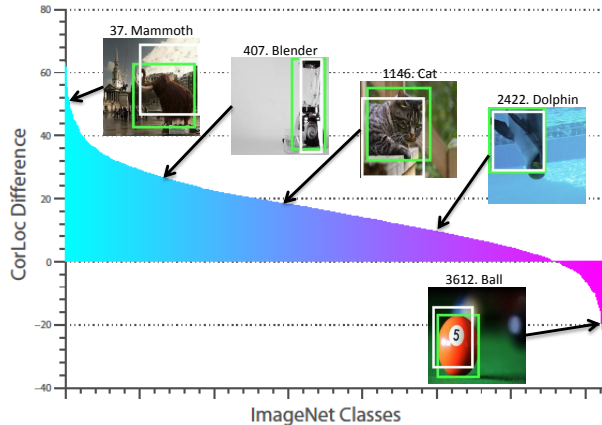 80
37. Mammoth
407. Blender
60
1146. Cat
2422. Dolphin
40
CorLoc Difference
20
0
3612. Ball
5
−20
−40
ImageNet Classes